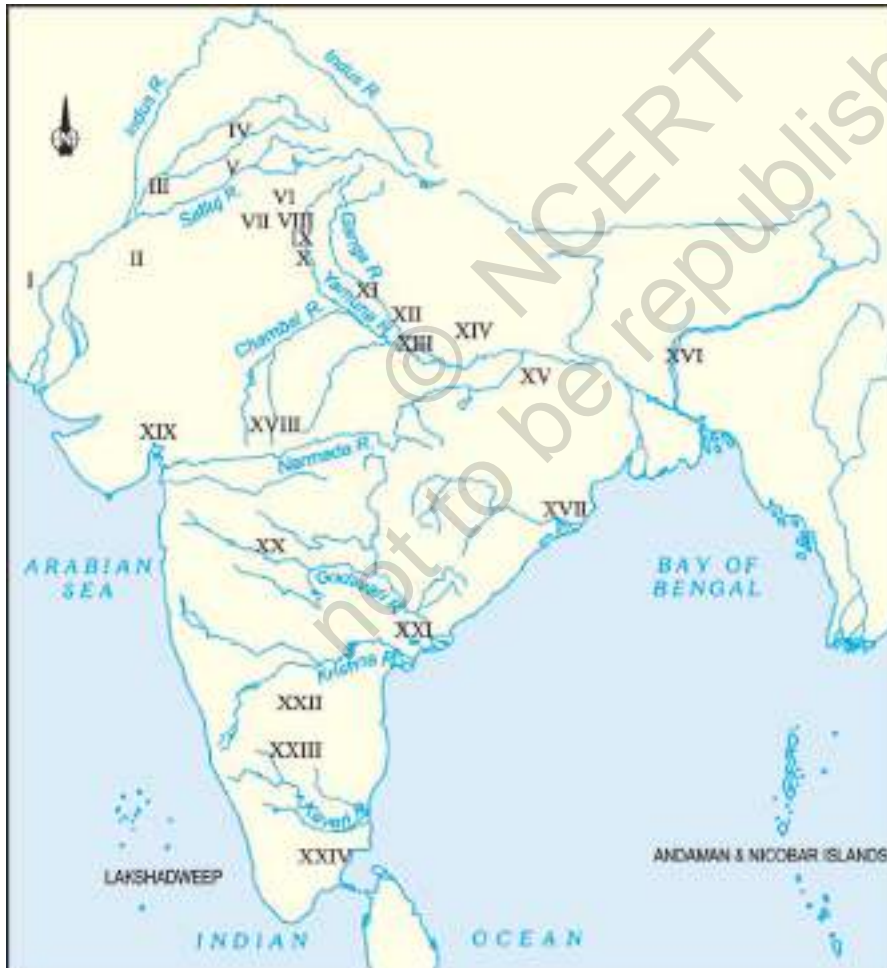 Indus R.
Indus R.
N
IV
V
III
Satluj R.
VI
VII VIII
IX
X
II
I
Ganga R.
XI
Yamuna R.
XII
XIII
XIV
Chambal R.
XV
XVI
XVIII
XIX
Narmada R.
XVII
XX
ARABIAN
SEA
BAY OF
BENGAL
Godavari R.
XXI
Krishna R.
XXII
XXIII
Kaveri R.
XXIV
LAKSHADWEEP
ANDAMAN & NICOBAR ISLANDS
INDIAN OCEAN
© NCERT
not to be republish